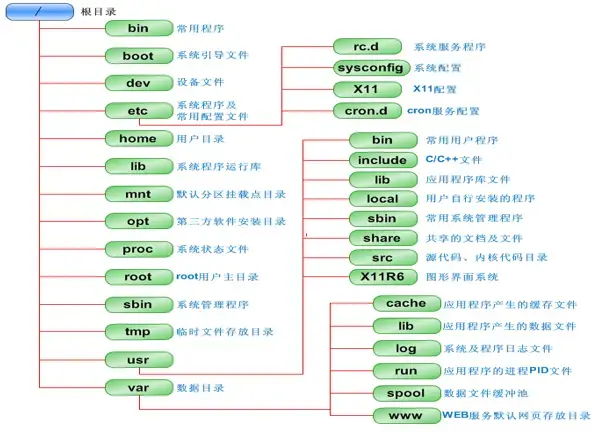 / 根目录
bin 常用程序
boot 系统引导文件
dev 设备文件
etc 系统程序及
常用配置文件
rc.d 系统服务程序
sysconfig 系统配置
X11 X11配置
cron.d cron服务配置
home 用户目录
lib 系统程序运行库
mnt 默认分区挂载点目录
opt 第三方软件安装目录
proc 系统状态文件
root root用户主目录
sbin 系统管理程序
tmp 临时文件存放目录
usr
bin 常用用户程序
include C/C++文件
lib 应用程序库文件
local 用户自行安装的程序
sbin 常用系统管理程序
share 共享的文档及文件
src 源代码、内核代码目录
X11R6 图形界面系统
var 数据目录
cache 应用程序产生的缓存文件
lib 应用程序产生的数据文件
log 系统及程序日志文件
run 应用程序的进程PID文件
spool 数据文件缓冲池
www WEB服务默认网页存放目录